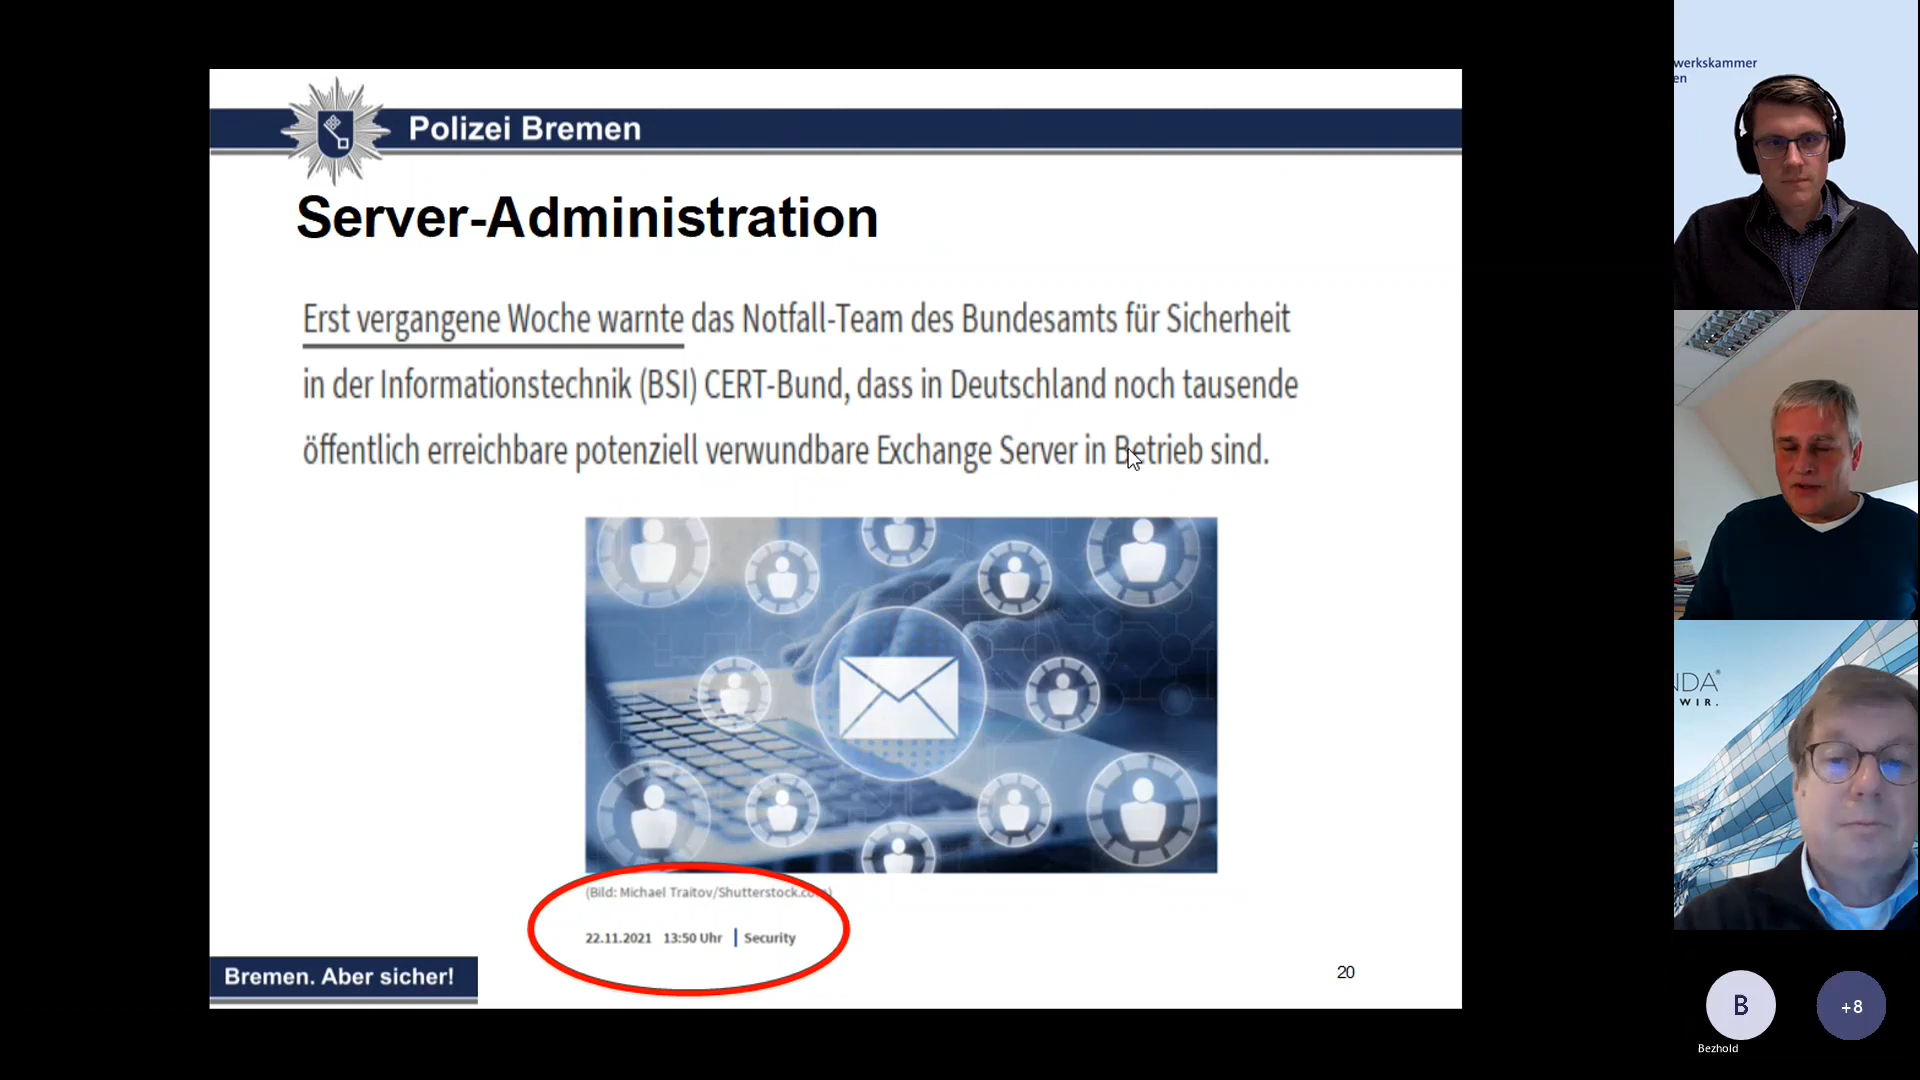 Polizei Bremen
Server-Administration
Erst vergangene Woche warnte das Notfall-Team des Bundesamts für Sicherheit
in der Informationstechnik (BSI) CERT-Bund, dass in Deutschland noch tausende
öffentlich erreichbare potenziell verwundbare Exchange Server in Betrieb sind.
(Bild: Michael Traitov/Shutterstock.com)
22.11.2021 13:50 Uhr | Security
Bremen. Aber sicher!
20
werkskammer
en
NDA®
WIR.
B
+8
Bezhold